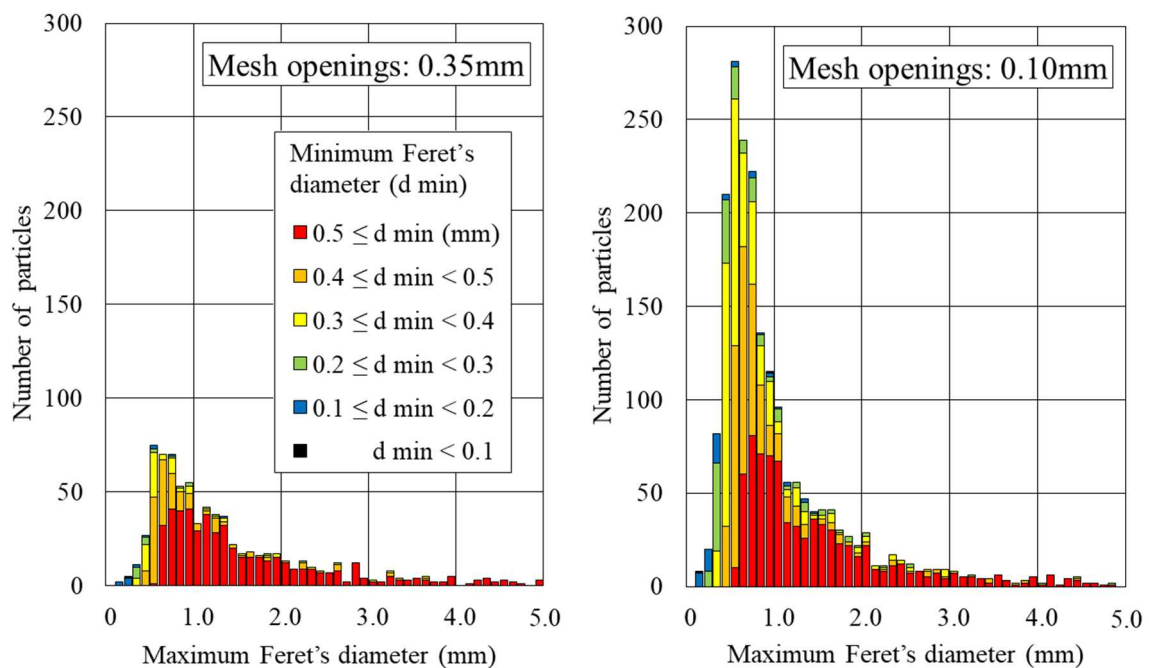 300
250
200
150
100
50
0
Number of particles
Mesh openings: 0.35mm
Minimum Feret's
diameter (d min)
0.5 ≤ d min (mm)
0.4 ≤ d min < 0.5
0.3 ≤ d min < 0.4
0.2 ≤ d min < 0.3
0.1 ≤ d min < 0.2
d min < 0.1
0 1.0 2.0 3.0 4.0 5.0
Maximum Feret's diameter (mm)
300
250
200
150
100
50
0
Number of particles
Mesh openings: 0.10mm
0 1.0 2.0 3.0 4.0 5.0
Maximum Feret's diameter (mm)